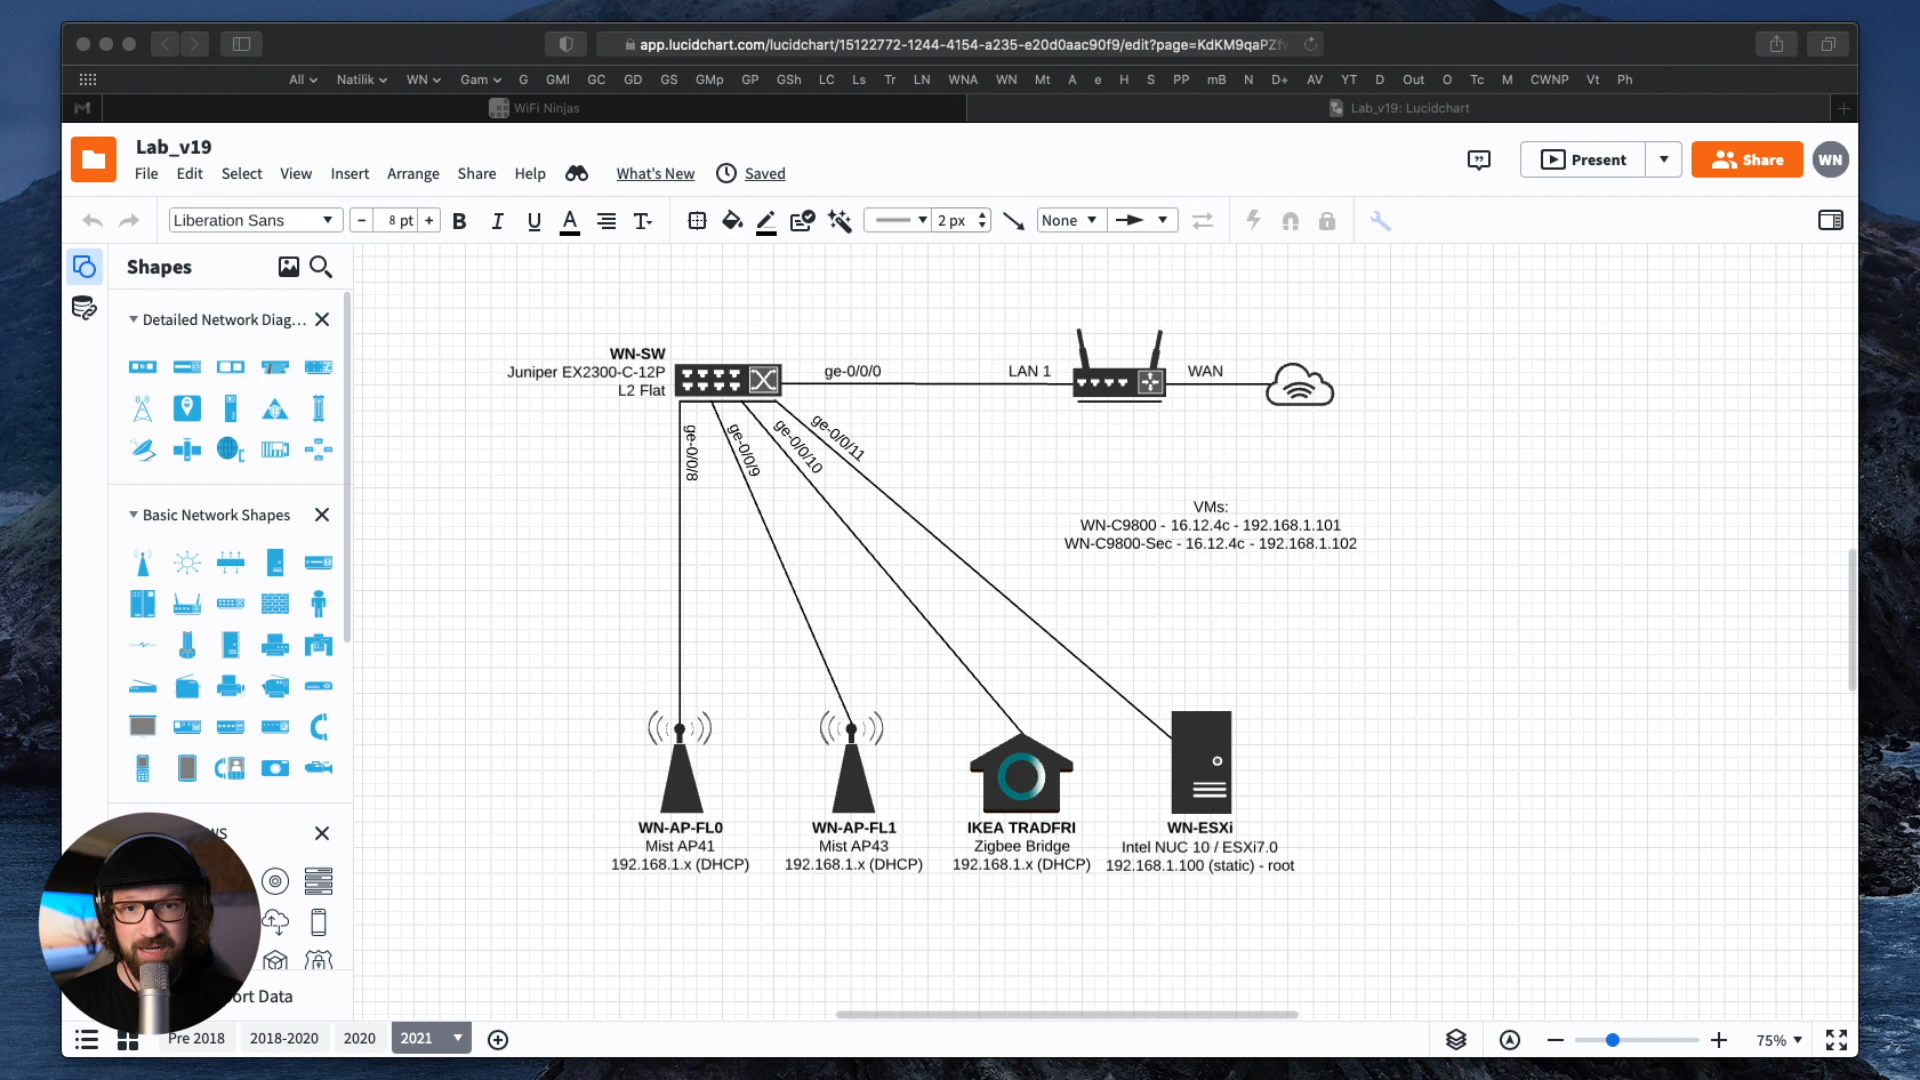 app.lucidchart.com/lucidchart/15122772-1244-4154-a235-e20d0aac90f9/edit?page=KdKM9qaPZf
All Natilik WN Gam G GMI GC GD GS GMp GP GSh LC Ls Tr LN WNA WN Mt A e H S PP mB N D+ AV YT D Out O Tc M CWNP Vt Ph
WiFi Ninjas
Lab_v19: Lucidchart
Lab_v19
File Edit Select View Insert Arrange Share Help What's New Saved
Present
Share
WN
Liberation Sans
8 pt
B I U A
2 px
None
Shapes
Detailed Network Diag...
Basic Network Shapes
WS
ort Data
WN-SW
Juniper EX2300-C-12P
L2 Flat
ge-0/0/0
LAN 1
WAN
ge-0/0/8
ge-0/0/9
ge-0/0/10
ge-0/0/11
VMs:
WN-C9800 - 16.12.4c - 192.168.1.101
WN-C9800-Sec - 16.12.4c - 192.168.1.102
WN-AP-FL0
Mist AP41
192.168.1.x (DHCP)
WN-AP-FL1
Mist AP43
192.168.1.x (DHCP)
IKEA TRADFRI
Zigbee Bridge
192.168.1.x (DHCP)
WN-ESXi
Intel NUC 10 / ESXi7.0
192.168.1.100 (static) - root
Pre 2018
2018-2020
2020
2021
75%